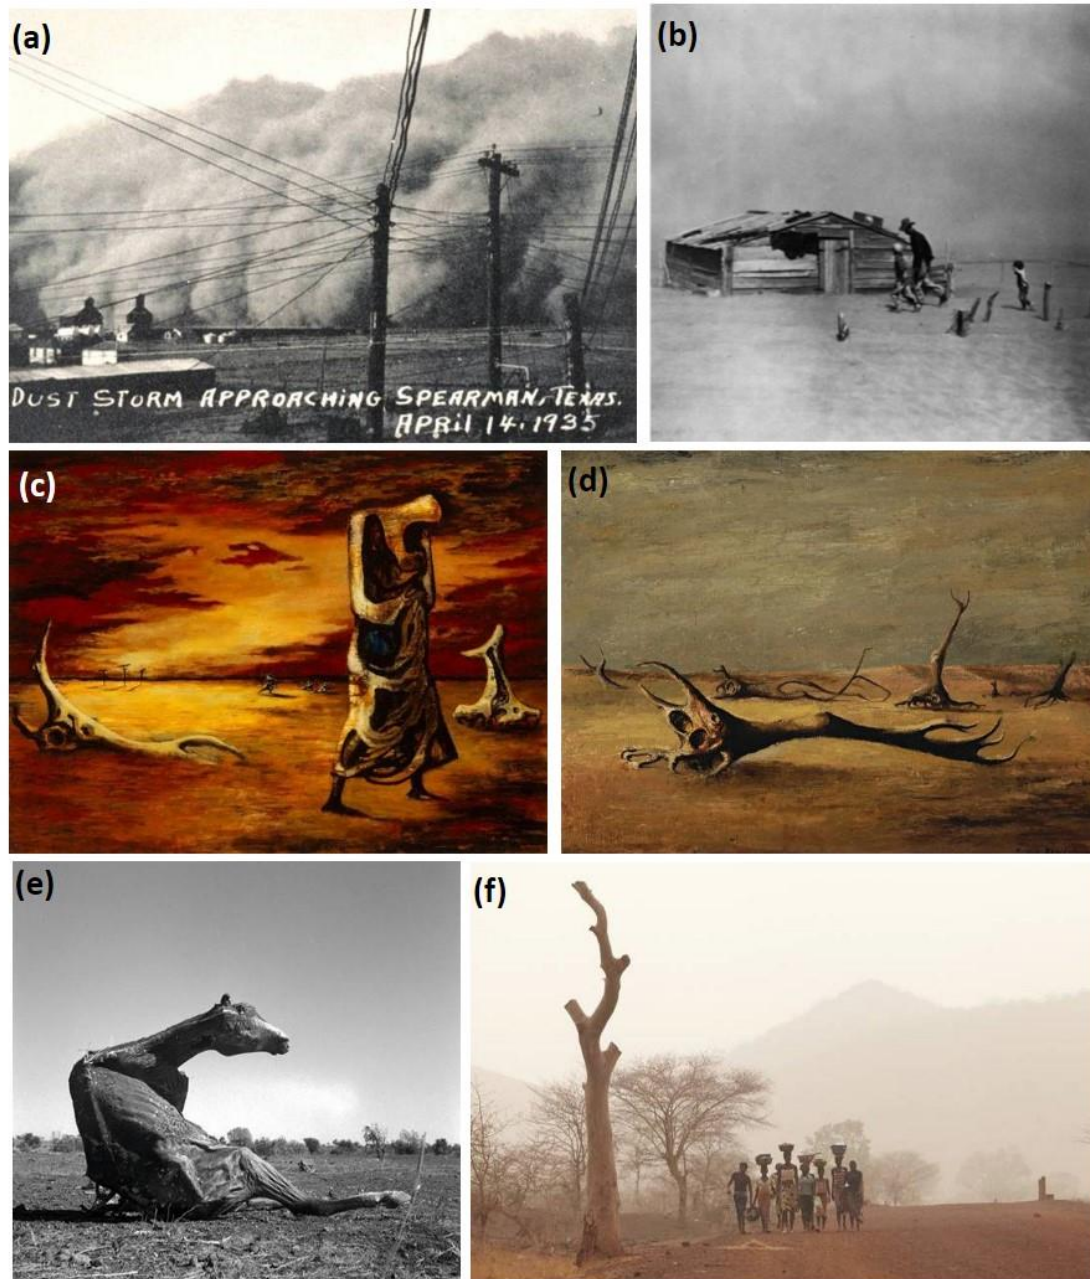 (a)
(b)
DUST STORM APPROACHING SPEARMAN, TEXAS.
APRIL 14. 1935
(c)
(d)
(e)
(f)